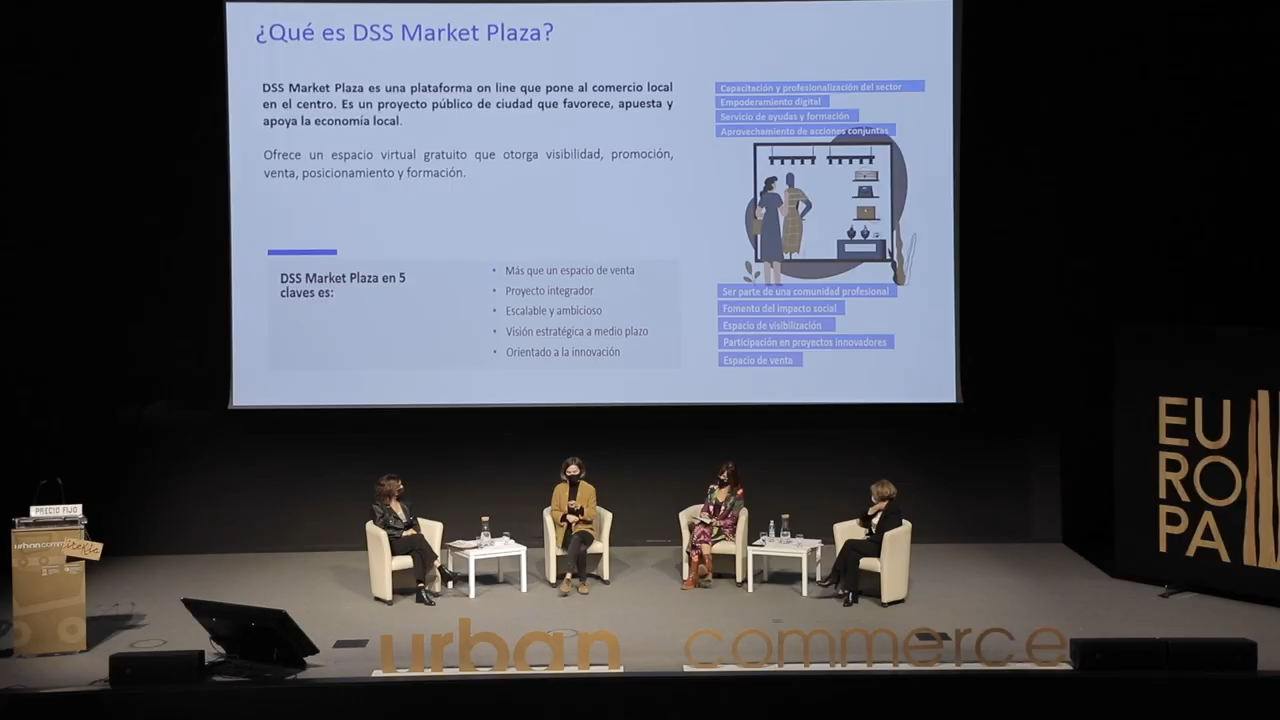 ¿Qué es DSS Market Plaza?
DSS Market Plaza es una plataforma on line que pone al comercio local
en el centro. Es un proyecto público de ciudad que favorece, apuesta y
apoya la economía local.
Ofrece un espacio virtual gratuito que otorga visibilidad, promoción,
venta, posicionamiento y formación.
DSS Market Plaza en 5
claves es:
• Más que un espacio de venta
• Proyecto integrador
• Escalable y ambicioso
• Visión estratégica a medio plazo
• Orientado a la innovación
Capacitación y profesionalización del sector
Empoderamiento digital
Servicio de ayudas y formación
Aprovechamiento de acciones conjuntas
Ser parte de una comunidad profesional
Fomento del impacto social
Espacio de visibilización
Participación en proyectos innovadores
Espacio de venta
EU
RO
PA
PRECIO FIJO
urban comm
urban commerce